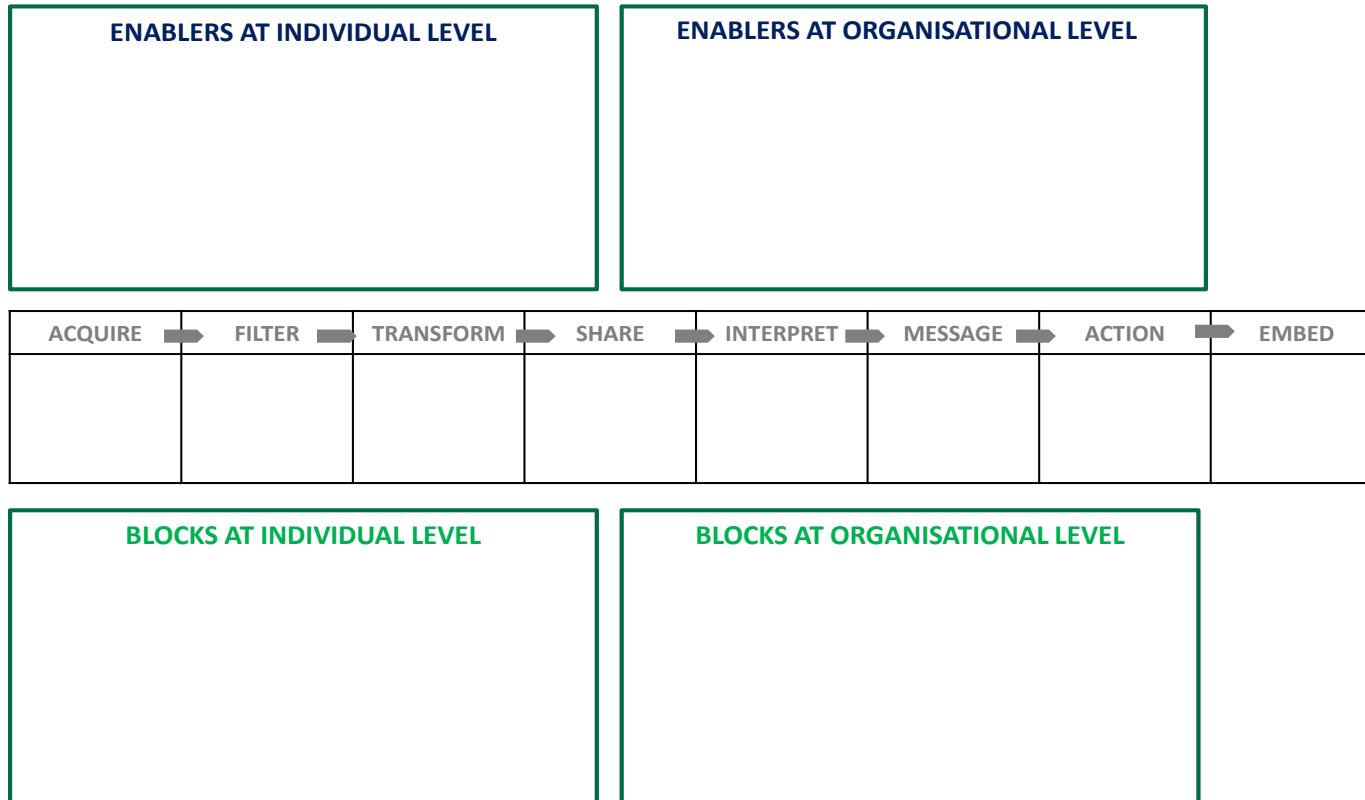 ENABLERS AT INDIVIDUAL LEVEL
ENABLERS AT ORGANISATIONAL LEVEL
ACQUIRE FILTER TRANSFORM SHARE INTERPRET MESSAGE ACTION EMBED
BLOCKS AT INDIVIDUAL LEVEL
BLOCKS AT ORGANISATIONAL LEVEL